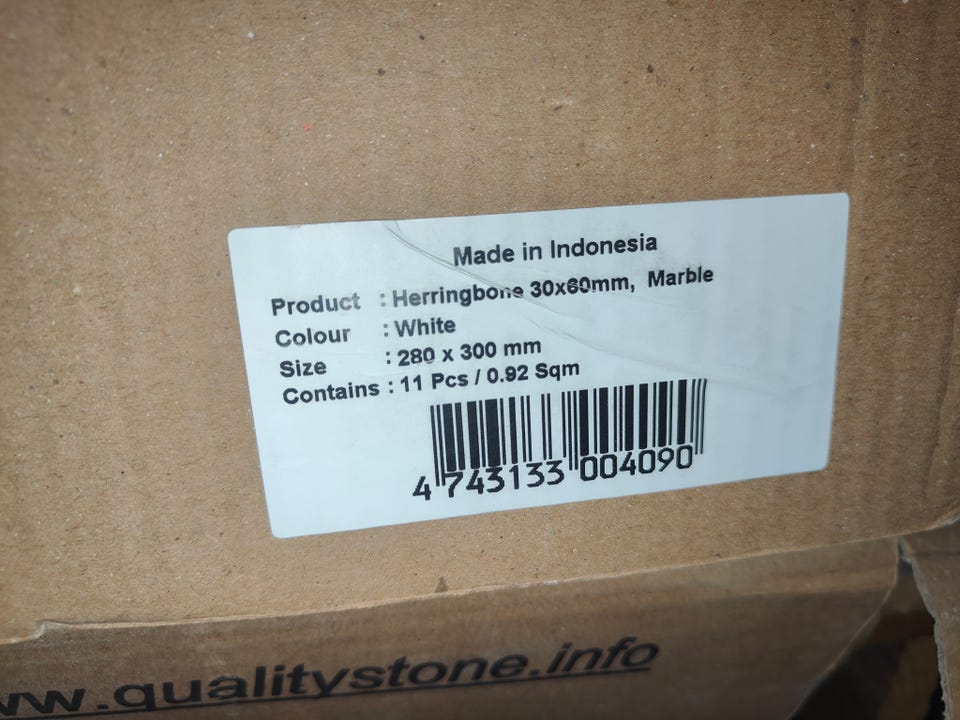 Made in Indonesia
Product : Herringbone 30x60mm, Marble
Colour : White
Size : 280 x 300 mm
Contains : 11 Pcs / 0.92 Sqm
4 743133 004090
ww.qualitystone.info